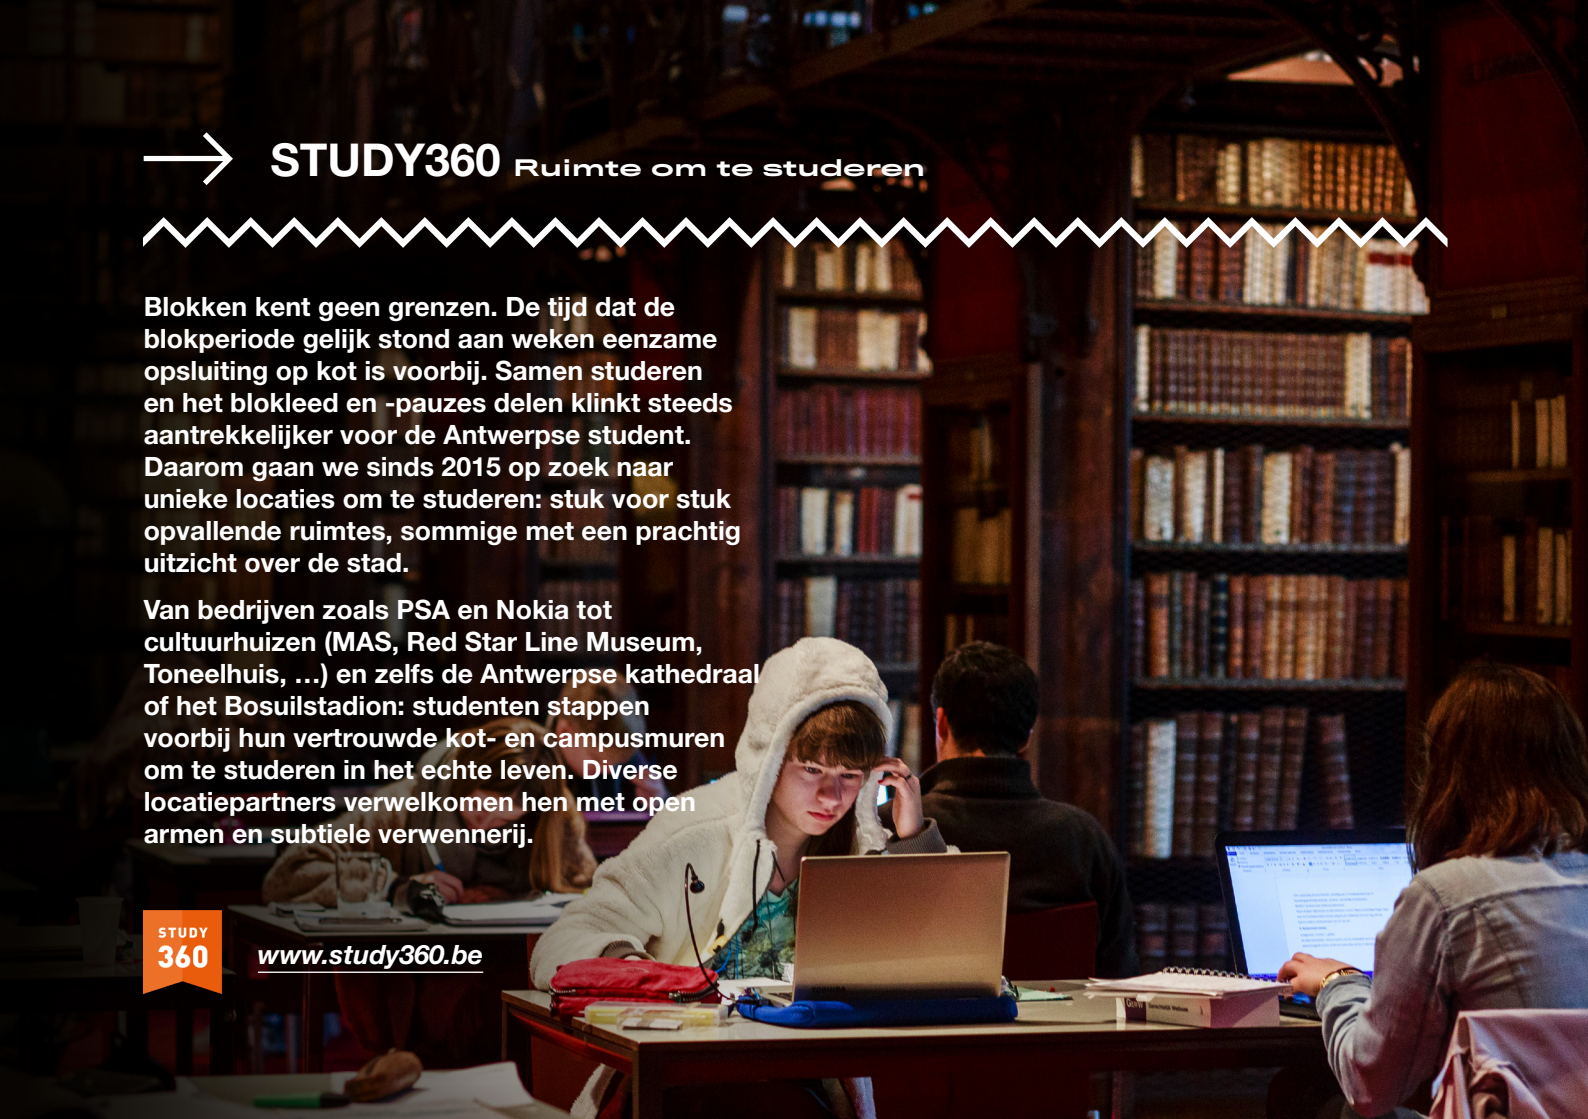 STUDY360 Ruimte om te studeren
Blokken kent geen grenzen. De tijd dat de
blokperiode gelijk stond aan weken eenzame
opsluiting op kot is voorbij. Samen studeren
en het blokleed en -pauzes delen klinkt steeds
aantrekkelijker voor de Antwerpse student.
Daarom gaan we sinds 2015 op zoek naar
unieke locaties om te studeren: stuk voor stuk
opvallende ruimtes, sommige met een prachtig
uitzicht over de stad.
Van bedrijven zoals PSA en Nokia tot
cultuurhuizen (MAS, Red Star Line Museum,
Toneelhuis, …) en zelfs de Antwerpse kathedraal
of het Bosuilstadion: studenten stappen
voorbij hun vertrouwde kot- en campusmuren
om te studeren in het echte leven. Diverse
locatiepartners verwelkomen hen met open
armen en subtiele verwennerij.
STUDY
360
www.study360.be